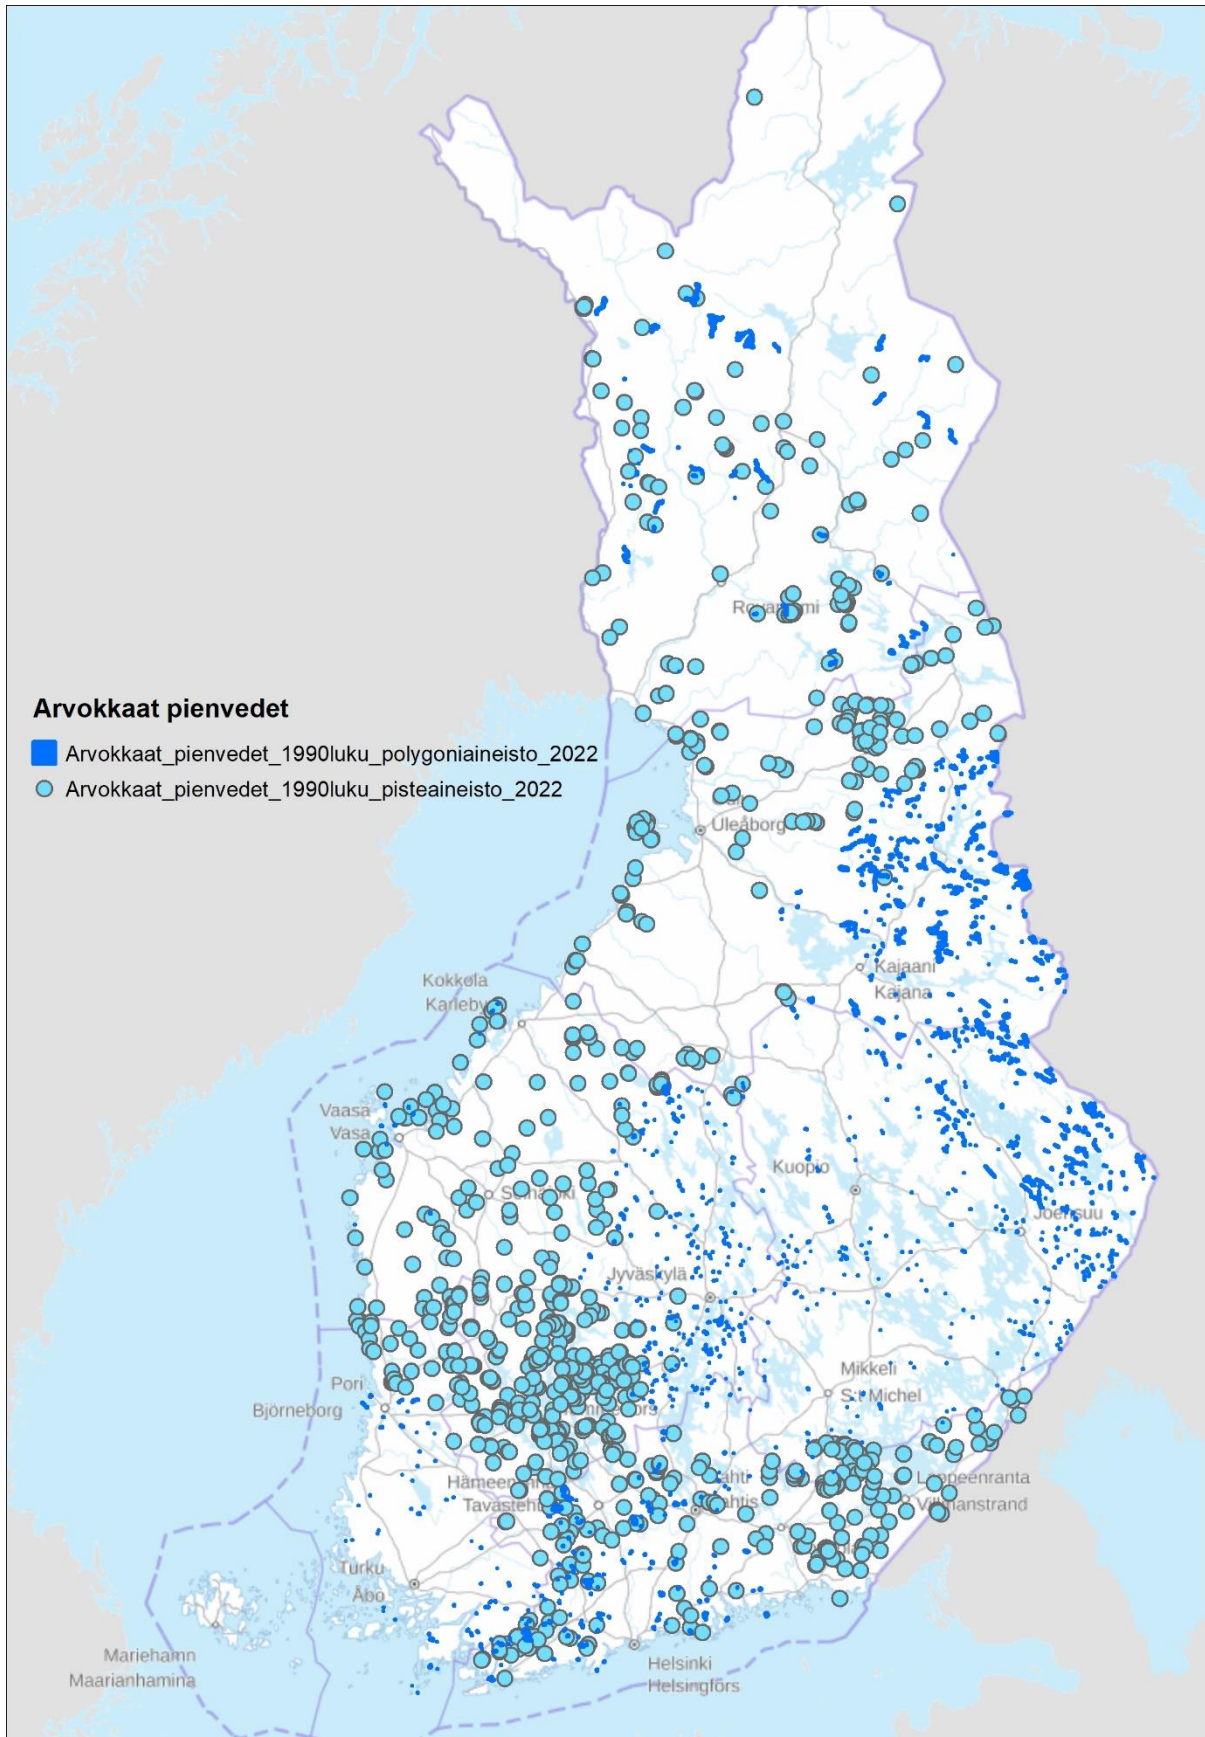 Arvokkaat pienvedet
Arvokkaat_pienvedet_1990luku_polygoniaineisto_2022
Arvokkaat_pienvedet_1990luku_pisteaineisto_2022
Uleåborg
Kajaani
Kajana
Kokkola
Karleby
Vaasa
Vasa
Kuopio
Joensuu
Jyväskylä
Mikkeli
S:t Michel
Pori
Björneborg
Lappeenranta
Turku
Åbo
Mariehamn
Maarianhamina
Helsinki
Helsingfors